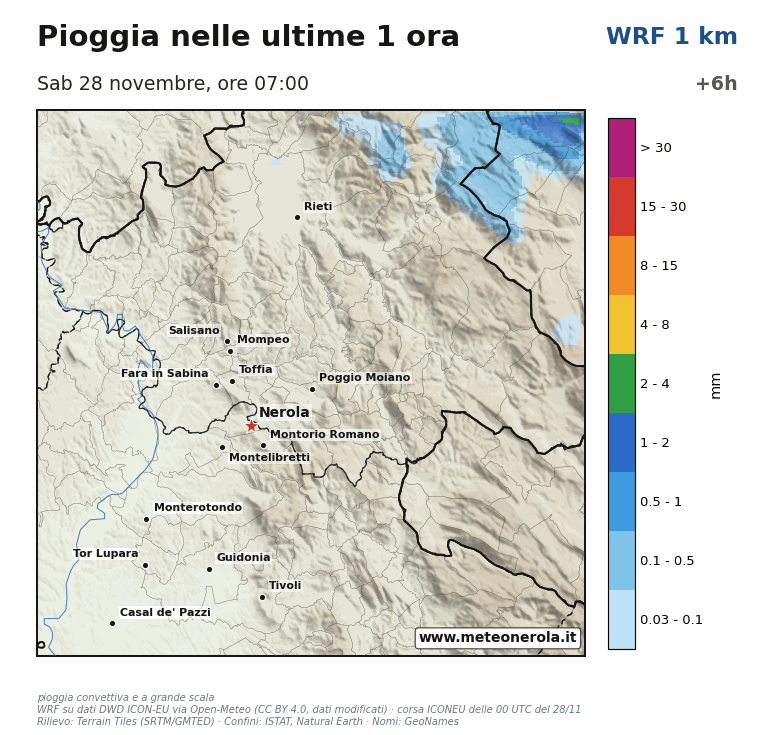 Pioggia nelle ultime 1 ora
WRF 1 km
Sab 28 novembre, ore 07:00
+6h
> 30
15 - 30
8 - 15
4 - 8
2 - 4
1 - 2
0.5 - 1
0.1 - 0.5
0.03 - 0.1
mm
Rieti
Salisano
Mompeo
Toffia
Fara in Sabina
Poggio Moiano
Nerola
Montorio Romano
Montelibretti
Monterotondo
Tor Lupara
Guidonia
Tivoli
Casal de' Pazzi
www.meteonerola.it
pioggia convettiva e a grande scala
WRF su dati DWD ICON-EU via Open-Meteo (CC BY 4.0, dati modificati) · corsa ICONEU delle 00 UTC del 28/11
Rilievo: Terrain Tiles (SRTM/GMTED) · Confini: ISTAT, Natural Earth · Nomi: GeoNames